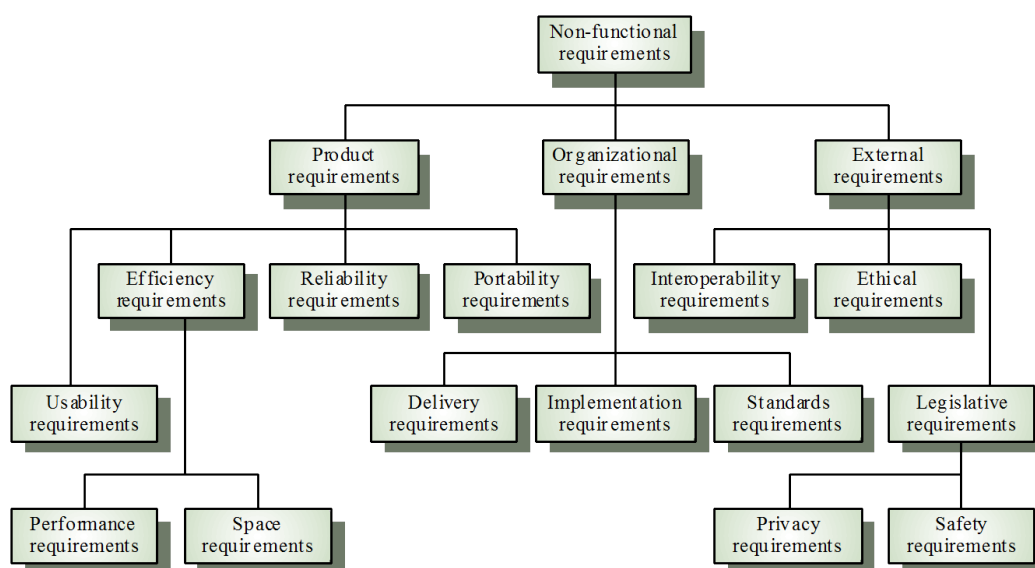 Non-functional
requirements
Product
requirements
Organizational
requirements
External
requirements
Efficiency
requirements
Reliability
requirements
Portability
requirements
Interoperability
requirements
Ethical
requirements
Usability
requirements
Delivery
requirements
Implementation
requirements
Standards
requirements
Legislative
requirements
Performance
requirements
Space
requirements
Privacy
requirements
Safety
requirements